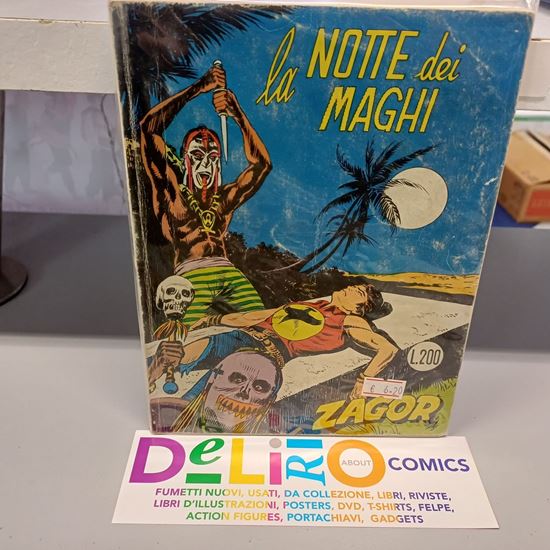 la NOTTE dei
MAGHI
L.200
€ 6.20
ZAGOR
DeLiRiO
ABOUT
COMICS
FUMETTI NUOVI, USATI, DA COLLEZIONE, LIBRI, RIVISTE,
LIBRI D'ILLUSTRAZIONI, POSTERS, DVD, T-SHIRTS, FELPE,
ACTION FIGURES, PORTACHIAVI, GADGETS